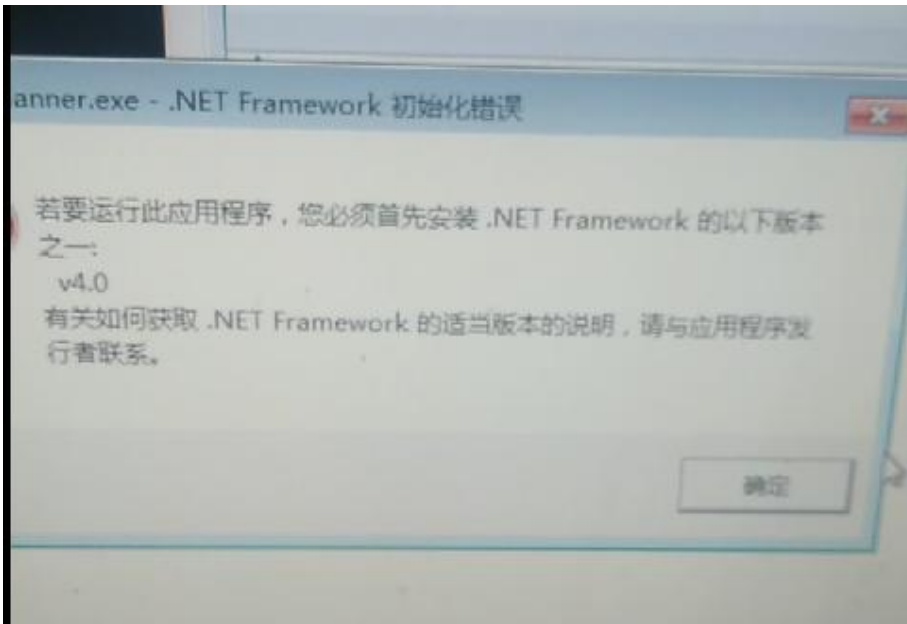 anner.exe - .NET Framework 初始化错误
若要运行此应用程序，您必须首先安装 .NET Framework 的以下版本
之一:
v4.0
有关如何获取 .NET Framework 的适当版本的说明，请与应用程序发
行者联系。
确定